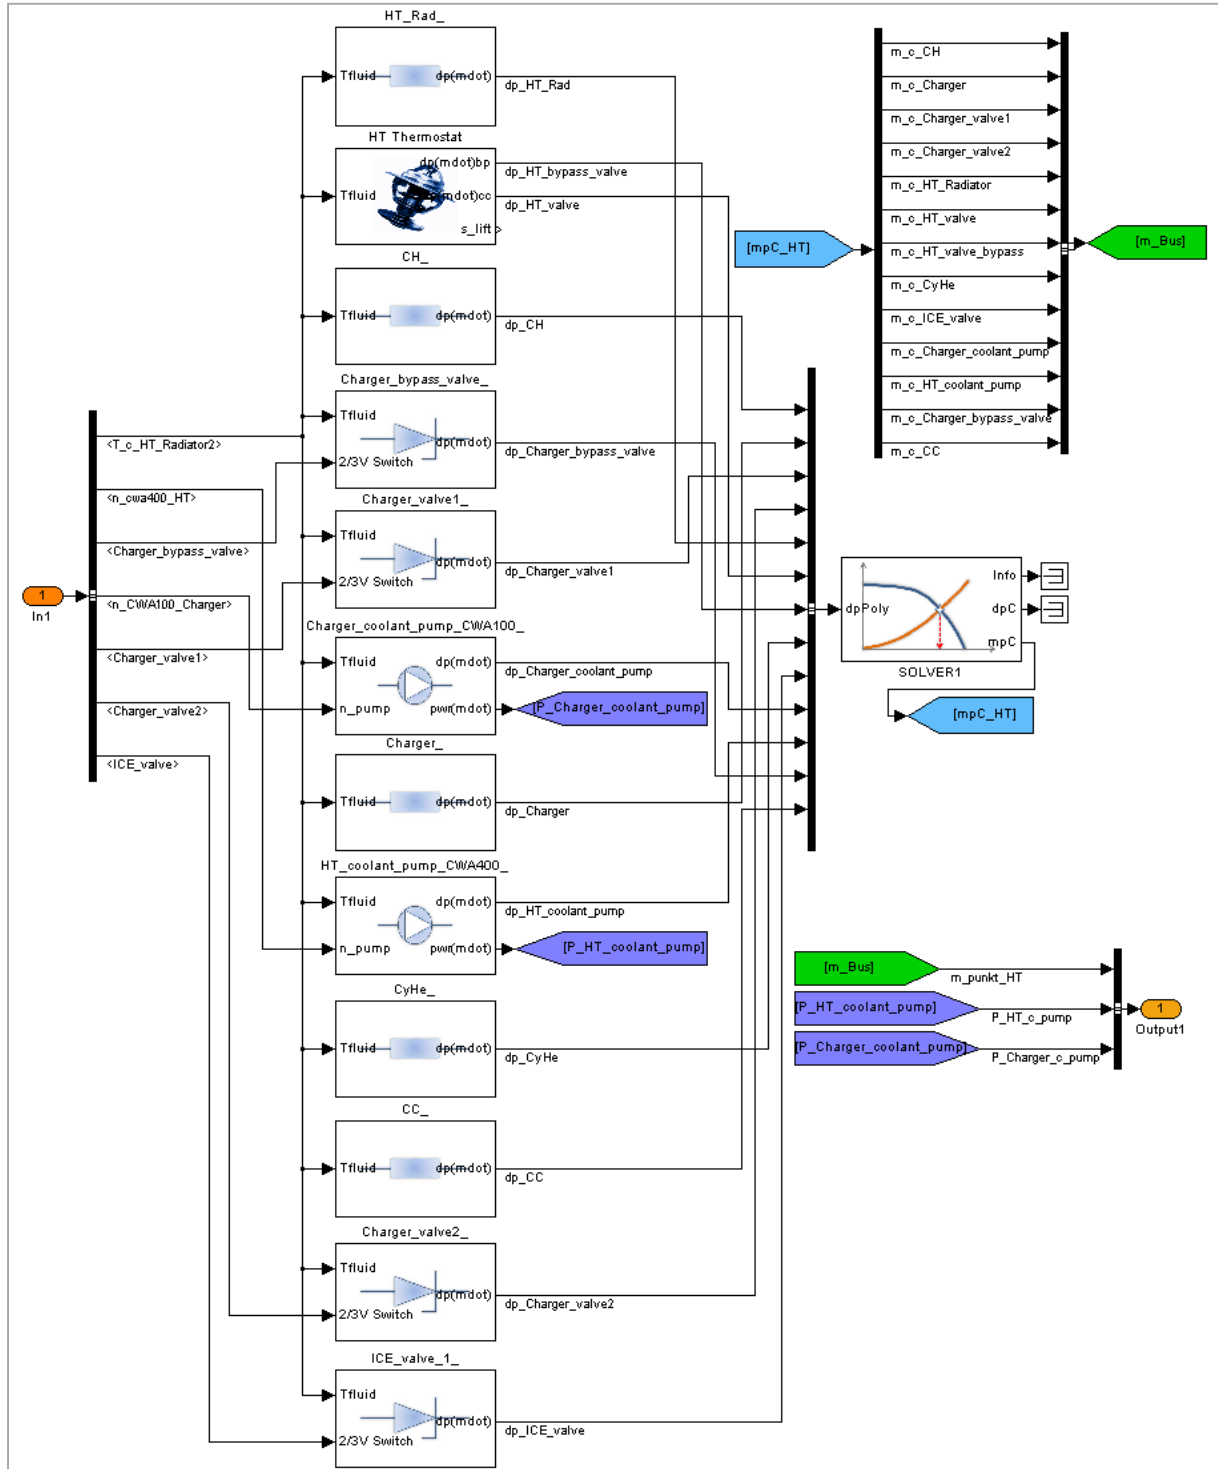 HT_Rad_
Tfluid
dp(mdot)
dp_HT_Rad
HT Thermostat
dp(mdot)bp
dp_HT_bypass_valve
Tfluid
mdot)cc
dp_HT_valve
s_lift
CH_
Tfluid
dp(mdot)
dp_CH
Charger_bypass_valve_
Tfluid
dp(mdot)
dp_Charger_bypass_valve
2/3V Switch
Charger_valve1_
Tfluid
dp(mdot)
dp_Charger_valve1
2/3V Switch
Charger_coolant_pump_CWA100_
Tfluid
dp(mdot)
dp_Charger_coolant_pump
n_pump
pwr(mdot)
[P_Charger_coolant_pump]
Charger_
Tfluid
dp(mdot)
dp_Charger
HT_coolant_pump_CWA400_
Tfluid
dp(mdot)
dp_HT_coolant_pump
n_pump
pwr(mdot)
[P_HT_coolant_pump]
CyHe_
Tfluid
dp(mdot)
dp_CyHe
CC_
Tfluid
dp(mdot)
dp_CC
Charger_valve2_
Tfluid
dp(mdot)
dp_Charger_valve2
2/3V Switch
ICE_valve_1_
Tfluid
dp(mdot)
dp_ICE_valve
2/3V Switch
1
In1
<T_c_HT_Radiator2>
<n_cwa400_HT>
<Charger_bypass_valve>
<n_CWA100_Charger>
<Charger_valve1>
<Charger_valve2>
<ICE_valve>
[mpC_HT]
m_c_CH
m_c_Charger
m_c_Charger_valve1
m_c_Charger_valve2
m_c_HT_Radiator
m_c_HT_valve
m_c_HT_valve_bypass
m_c_CyHe
m_c_ICE_valve
m_c_Charger_coolant_pump
m_c_HT_coolant_pump
m_c_Charger_bypass_valve
m_c_CC
[m_Bus]
dpPoly
Info
dpC
mpC
SOLVER1
[mpC_HT]
[m_Bus]
m_punkt_HT
[P_HT_coolant_pump]
P_HT_c_pump
[P_Charger_coolant_pump]
P_Charger_c_pump
1
Output1